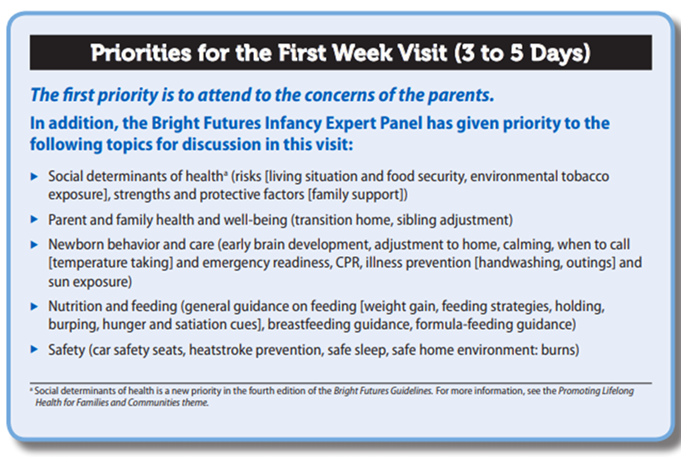 Priorities for the First Week Visit (3 to 5 Days)
The first priority is to attend to the concerns of the parents.
In addition, the Bright Futures Infancy Expert Panel has given priority to the
following topics for discussion in this visit:
▶ Social determinants of healthᵃ (risks [living situation and food security, environmental tobacco
exposure], strengths and protective factors [family support])
▶ Parent and family health and well-being (transition home, sibling adjustment)
▶ Newborn behavior and care (early brain development, adjustment to home, calming, when to call
[temperature taking] and emergency readiness, CPR, illness prevention [handwashing, outings] and
sun exposure)
▶ Nutrition and feeding (general guidance on feeding [weight gain, feeding strategies, holding,
burping, hunger and satiation cues], breastfeeding guidance, formula-feeding guidance)
▶ Safety (car safety seats, heatstroke prevention, safe sleep, safe home environment: burns)
ᵃ Social determinants of health is a new priority in the fourth edition of the Bright Futures Guidelines. For more information, see the Promoting Lifelong
Health for Families and Communities theme.